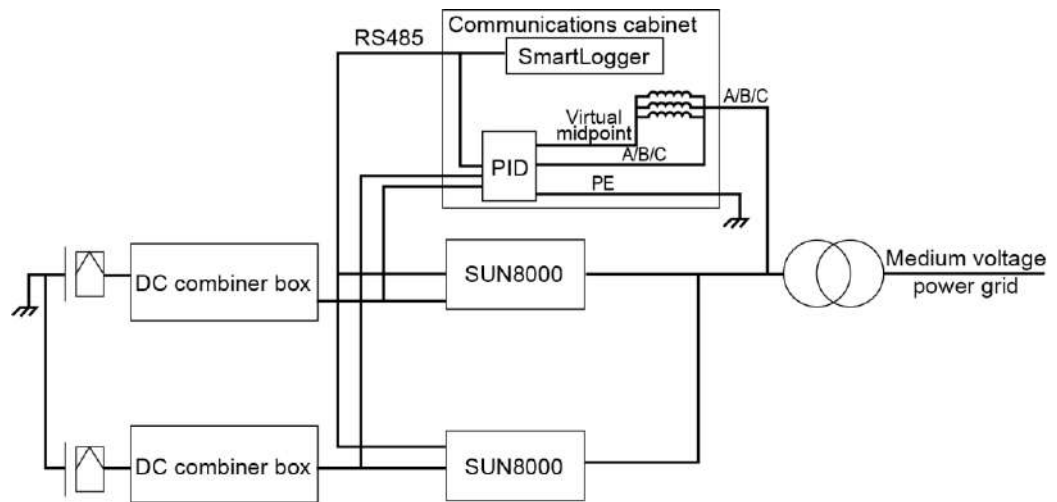 Communications cabinet
RS485
SmartLogger
A/B/C
Virtual
midpoint
A/B/C
PID
PE
DC combiner box
SUN8000
Medium voltage
power grid
DC combiner box
SUN8000